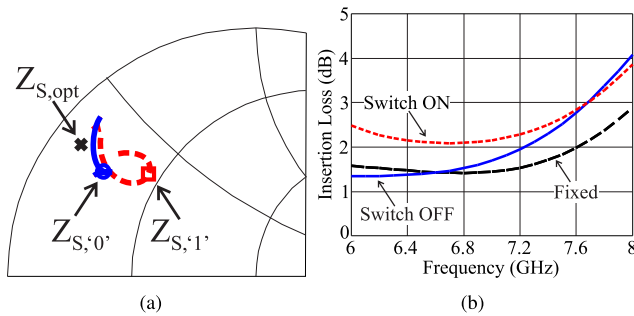 Z_S,opt
Z_S,'0'
Z_S,'1'
(a)
Insertion Loss (dB)
5
4
3
2
1
0
Switch ON
Switch OFF
Fixed
6 6.4 6.8 7.2 7.6 8
Frequency (GHz)
(b)